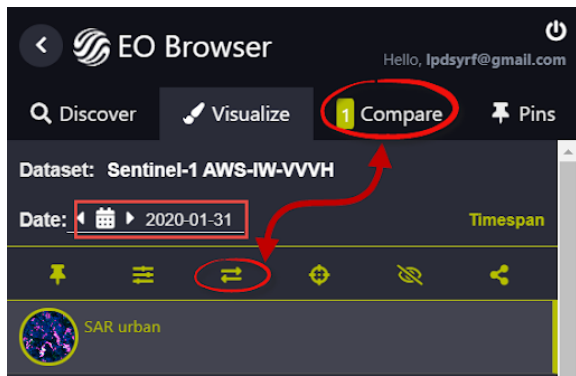 EO Browser
Hello, lpdsyrf@gmail.com
Discover Visualize 1 Compare Pins
Dataset: Sentinel-1 AWS-IW-VVVH
Date: 2020-01-31 Timespan
SAR urban